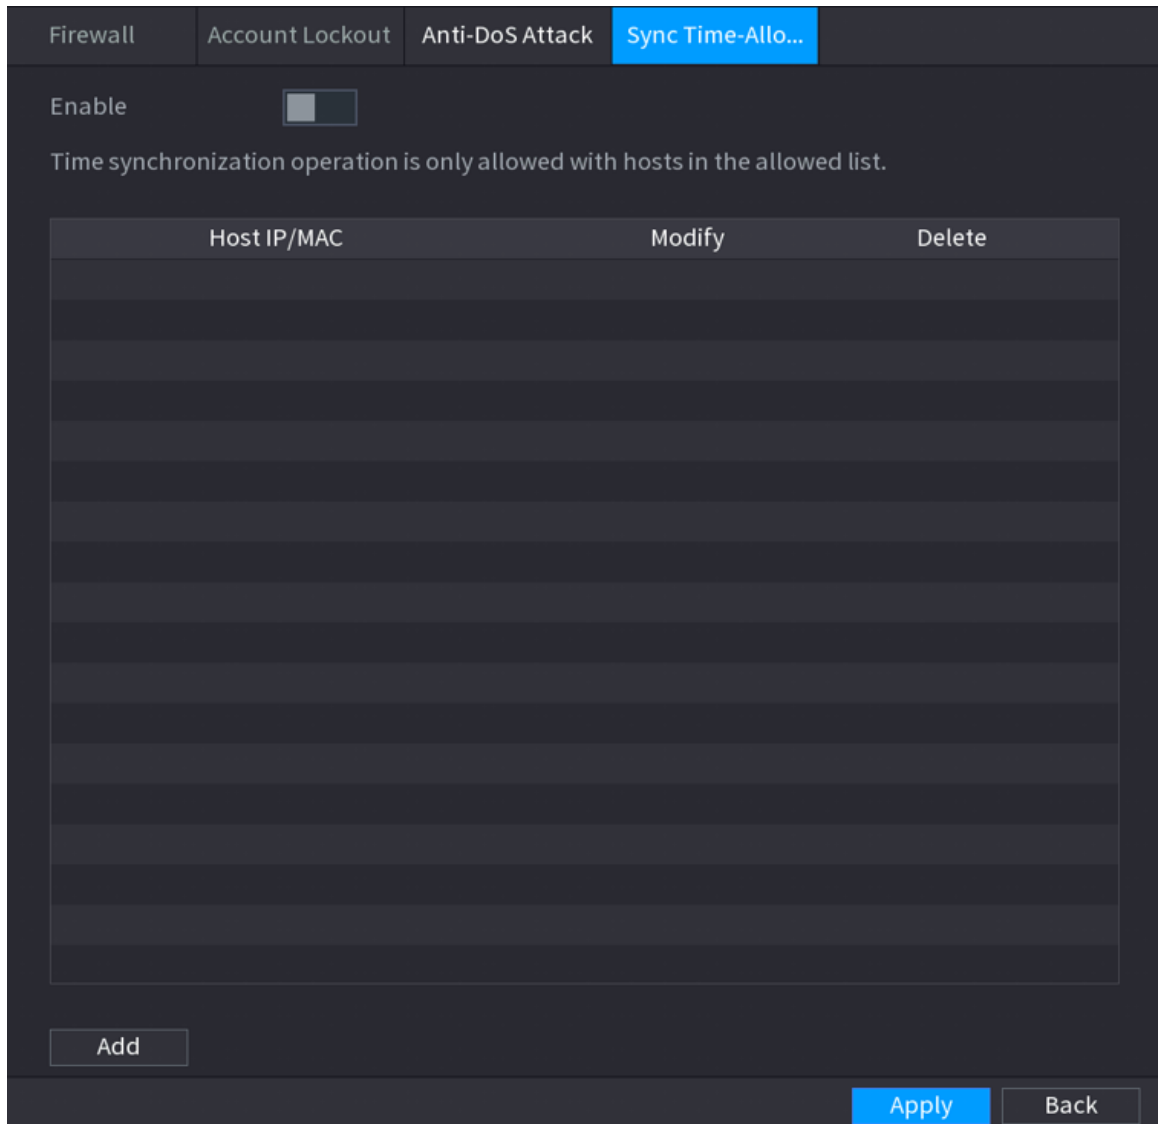 Firewall Account Lockout Anti-DoS Attack Sync Time-Allo...
Enable
Time synchronization operation is only allowed with hosts in the allowed list.
Host IP/MAC Modify Delete
Add
Apply Back